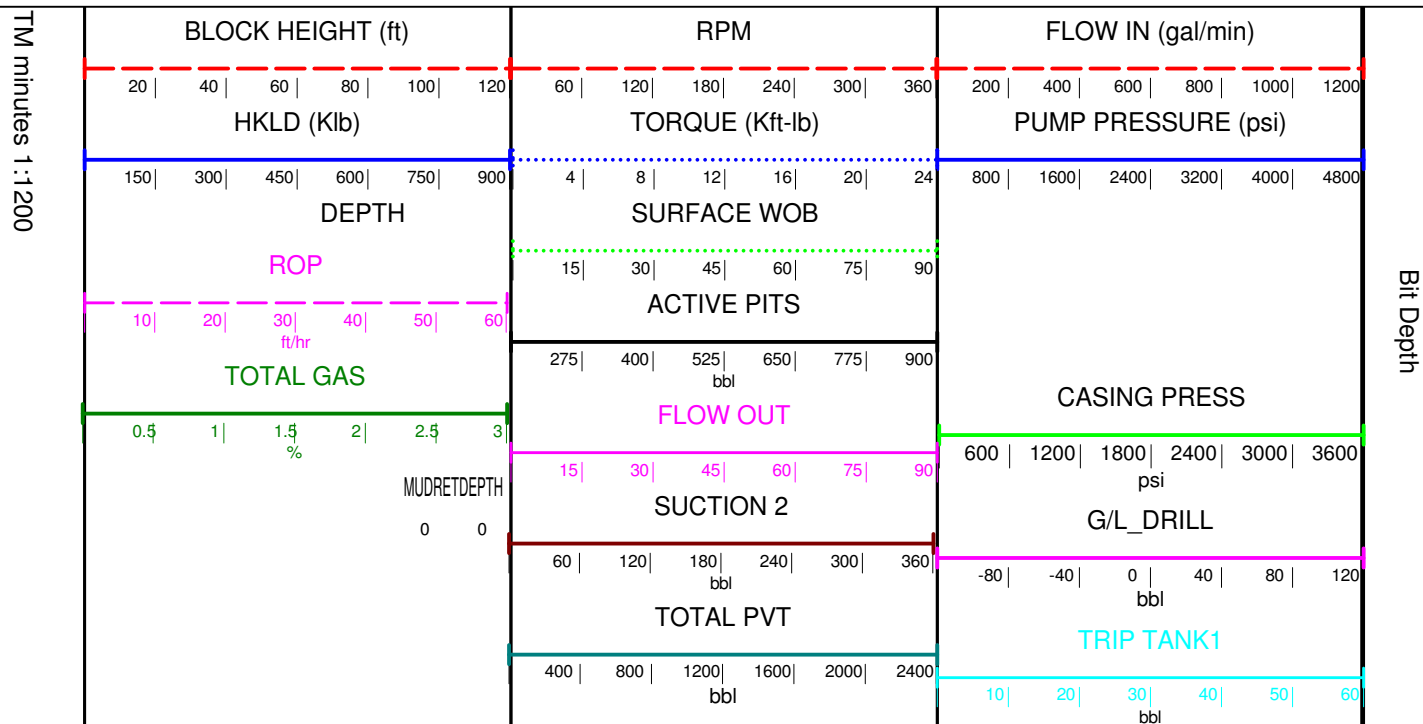 TM minutes 1:1200
BLOCK HEIGHT (ft)
20 40 60 80 100 120
HKLD (Klb)
150 300 450 600 750 900
DEPTH
ROP
10 20 30 40 50 60
ft/hr
TOTAL GAS
0.5 1 1.5 2 2.5 3
%
MUDRETDEPTH
0 0
RPM
60 120 180 240 300 360
TORQUE (Kft-lb)
4 8 12 16 20 24
SURFACE WOB
15 30 45 60 75 90
ACTIVE PITS
275 400 525 650 775 900
bbl
FLOW OUT
15 30 45 60 75 90
SUCTION 2
60 120 180 240 300 360
bbl
TOTAL PVT
400 800 1200 1600 2000 2400
bbl
FLOW IN (gal/min)
200 400 600 800 1000 1200
PUMP PRESSURE (psi)
800 1600 2400 3200 4000 4800
CASING PRESS
600 1200 1800 2400 3000 3600
psi
G/L_DRILL
-80 -40 0 40 80 120
bbl
TRIP TANK1
10 20 30 40 50 60
bbl
Bit Depth